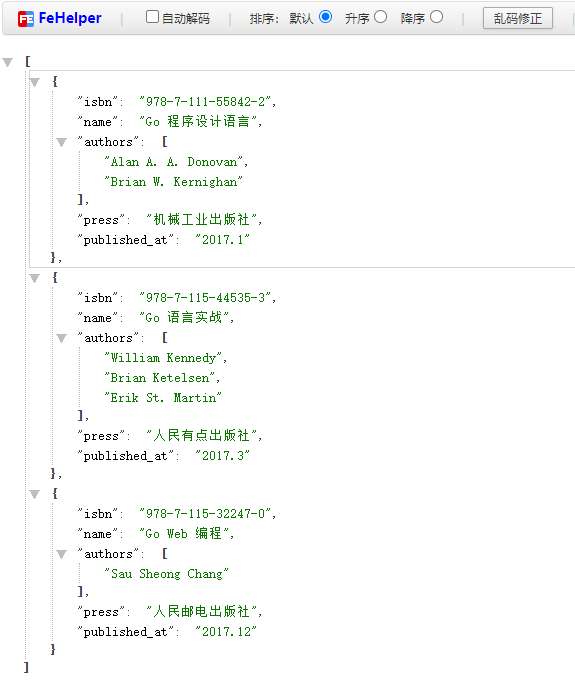 FeHelper | 自动解码 | 排序: 默认 升序 降序 | 乱码修正 |
[
{
"isbn": "978-7-111-55842-2",
"name": "Go 程序设计语言",
"authors": [
"Alan A. A. Donovan",
"Brian W. Kernighan"
],
"press": "机械工业出版社",
"published_at": "2017.1"
},
{
"isbn": "978-7-115-44535-3",
"name": "Go 语言实战",
"authors": [
"William Kennedy",
"Brian Ketelsen",
"Erik St. Martin"
],
"press": "人民有点出版社",
"published_at": "2017.3"
},
{
"isbn": "978-7-115-32247-0",
"name": "Go Web 编程",
"authors": [
"Sau Sheong Chang"
],
"press": "人民邮电出版社",
"published_at": "2017.12"
}
]